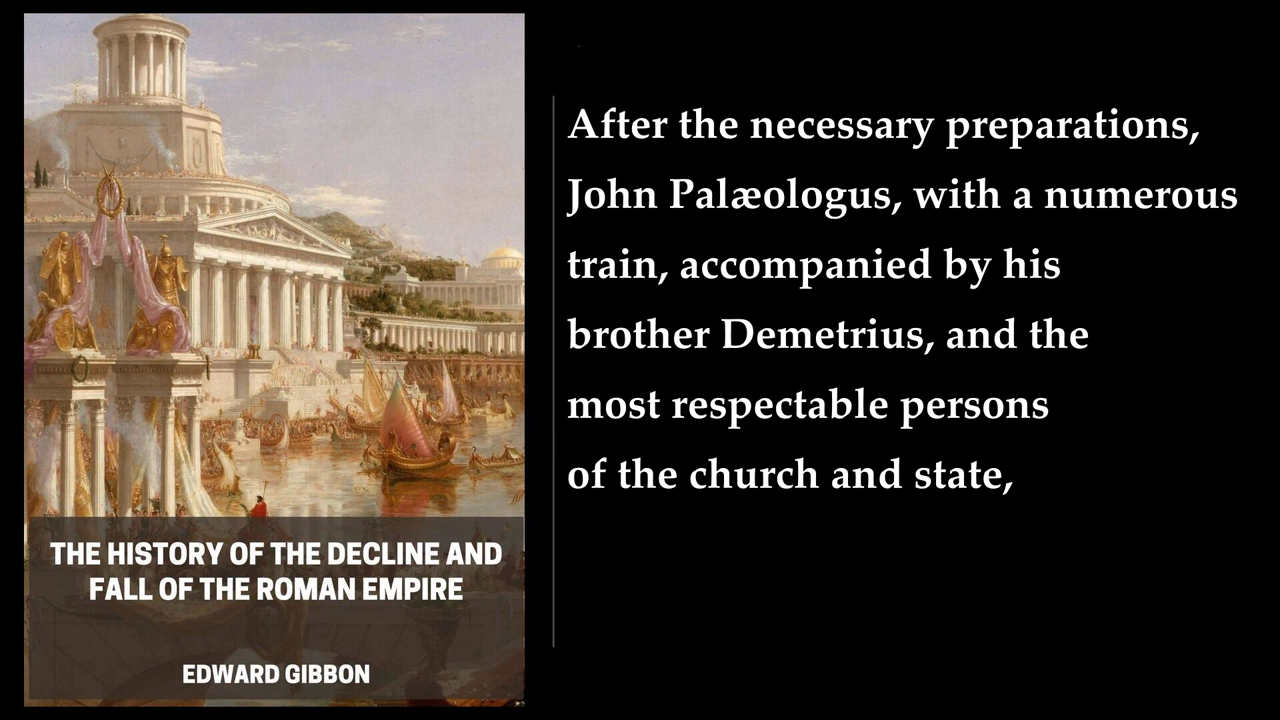 After the necessary preparations,
John Palæologus, with a numerous
train, accompanied by his
brother Demetrius, and the
most respectable persons
of the church and state,
THE HISTORY OF THE DECLINE AND
FALL OF THE ROMAN EMPIRE
EDWARD GIBBON